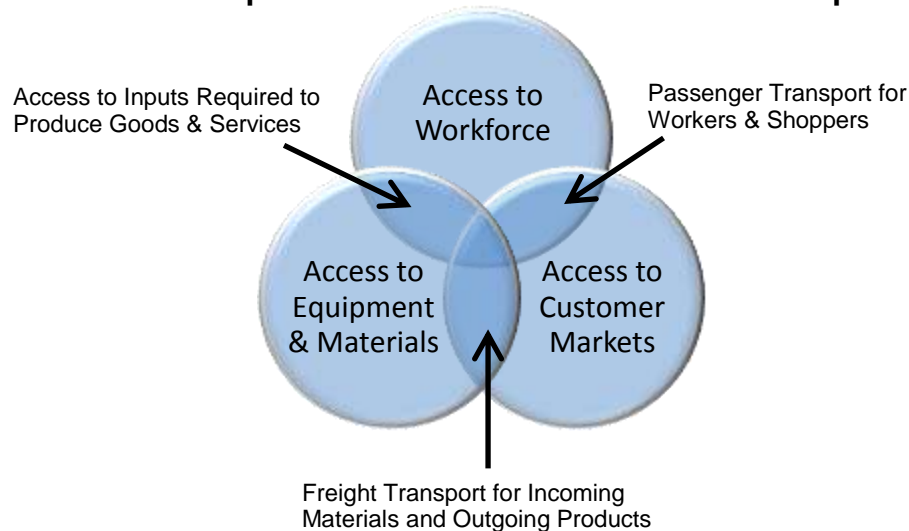 Access to Inputs Required to
Produce Goods & Services
Access to
Workforce
Passenger Transport for
Workers & Shoppers
Access to
Equipment
& Materials
Access to
Customer
Markets
Freight Transport for Incoming
Materials and Outgoing Products